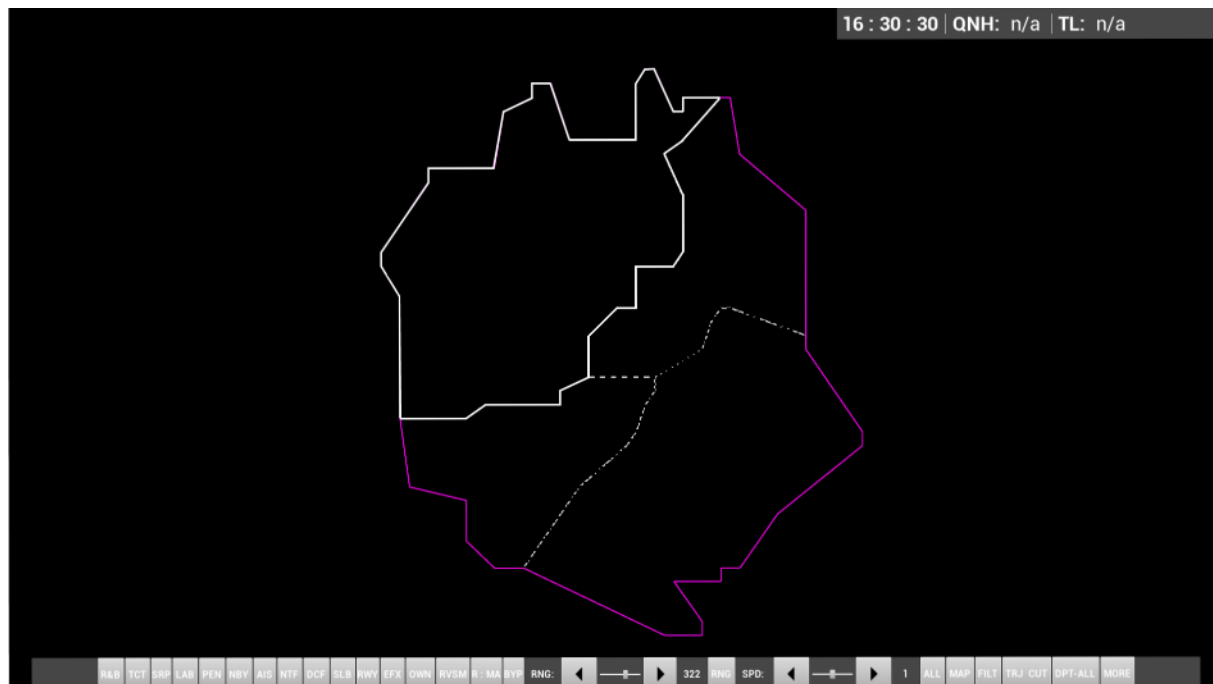 16 : 30 : 30 | QNH: n/a | TL: n/a
R&B TCT SRP LAB PEN NBY AIS NTF DCF SLB RWY EFX OWN RVSM R : MA BYP RNG: 322 RNG SPD: 1 ALL MAP FILT TRJ CUT DPT-ALL MORE